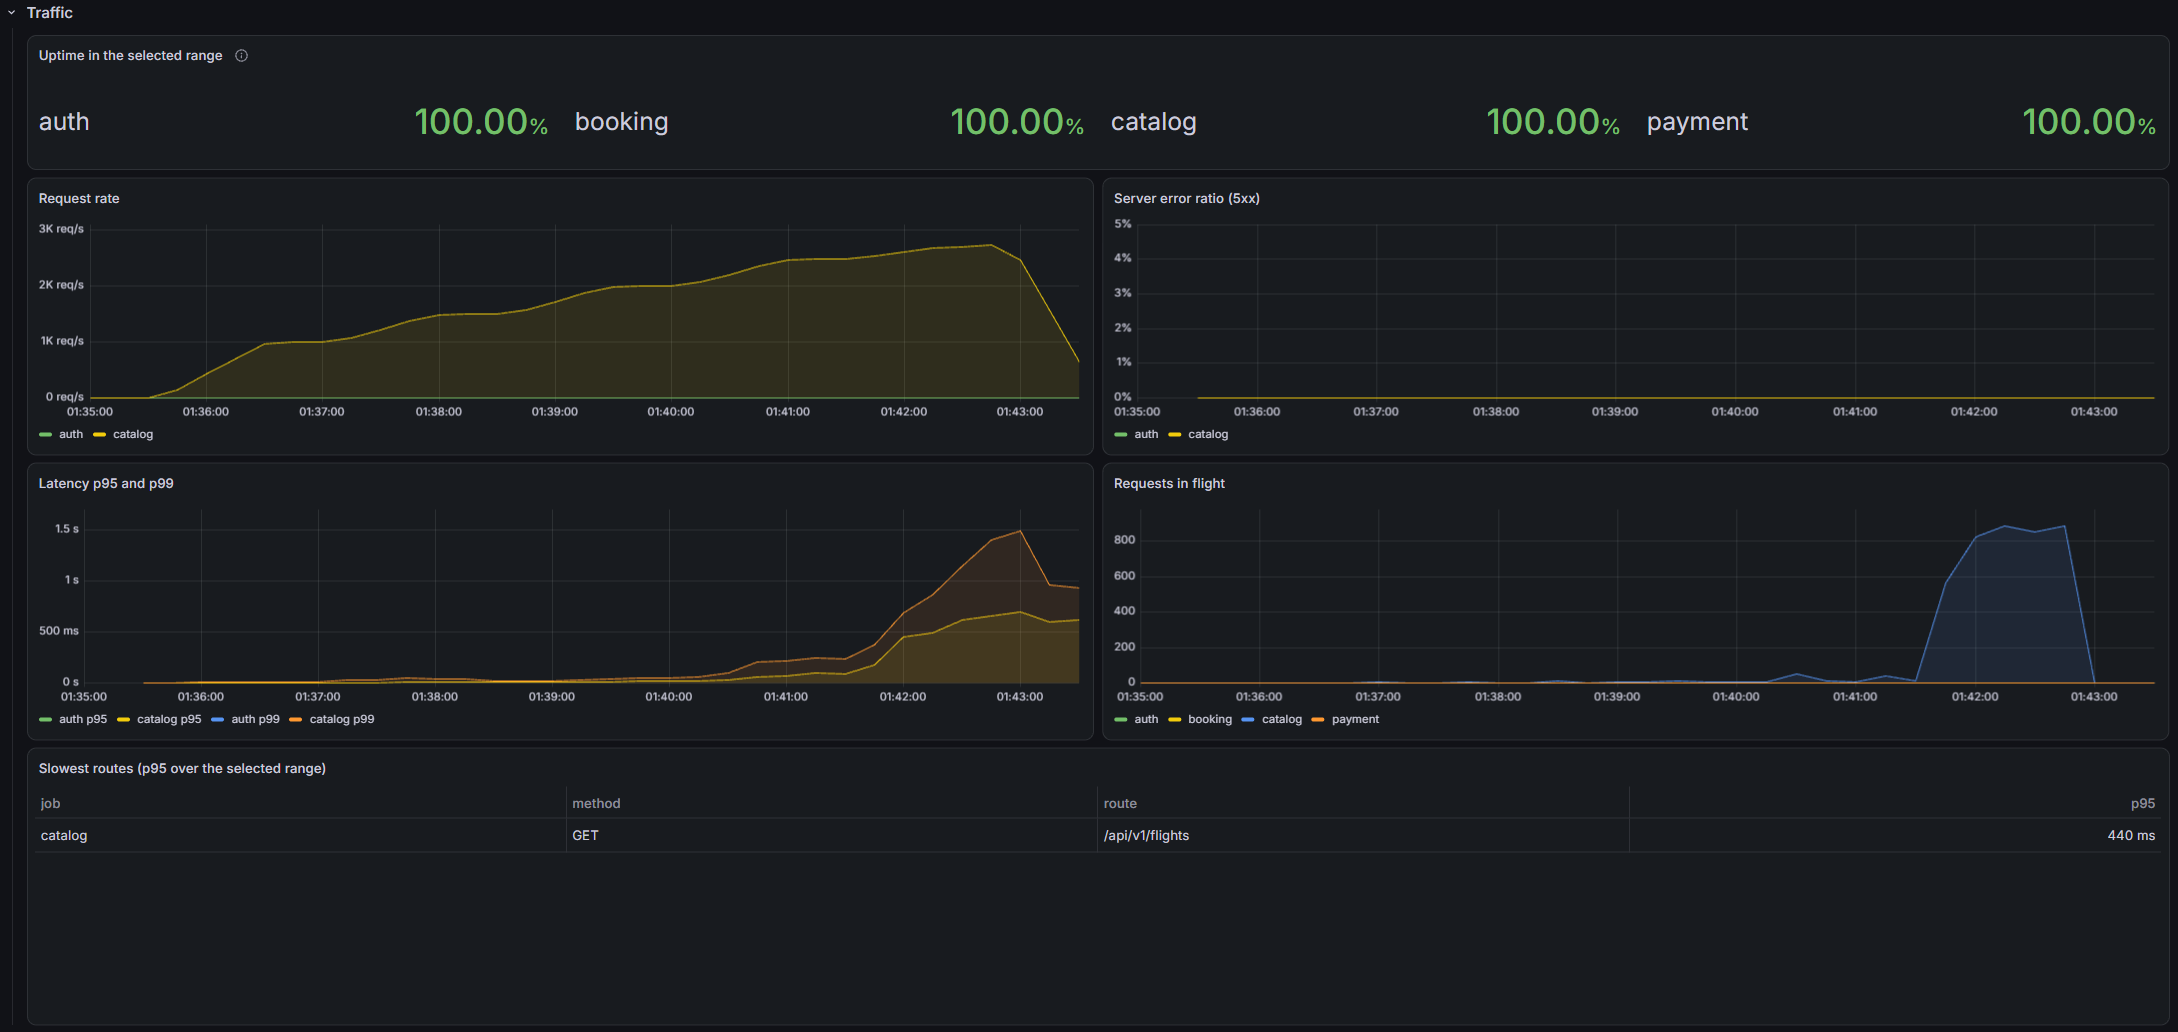 Traffic
Uptime in the selected range
auth 100.00% booking 100.00% catalog 100.00% payment 100.00%
Request rate
3K req/s
2K req/s
1K req/s
0 req/s
01:35:00 01:36:00 01:37:00 01:38:00 01:39:00 01:40:00 01:41:00 01:42:00 01:43:00
auth catalog
Server error ratio (5xx)
5%
4%
3%
2%
1%
0%
01:35:00 01:36:00 01:37:00 01:38:00 01:39:00 01:40:00 01:41:00 01:42:00 01:43:00
auth catalog
Latency p95 and p99
1.5 s
1 s
500 ms
0 s
01:35:00 01:36:00 01:37:00 01:38:00 01:39:00 01:40:00 01:41:00 01:42:00 01:43:00
auth p95 catalog p95 auth p99 catalog p99
Requests in flight
800
600
400
200
0
01:35:00 01:36:00 01:37:00 01:38:00 01:39:00 01:40:00 01:41:00 01:42:00 01:43:00
auth booking catalog payment
Slowest routes (p95 over the selected range)
job method route p95
catalog GET /api/v1/flights 440 ms